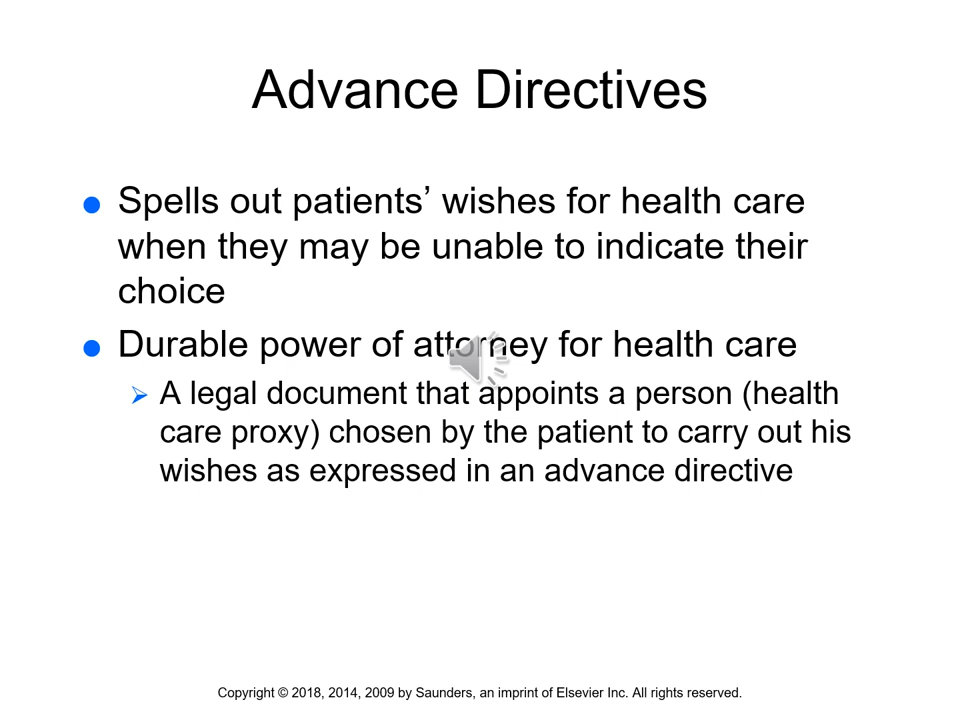 Advance Directives
Spells out patients’ wishes for health care
when they may be unable to indicate their
choice
Durable power of attorney for health care
A legal document that appoints a person (health
care proxy) chosen by the patient to carry out his
wishes as expressed in an advance directive
Copyright © 2018, 2014, 2009 by Saunders, an imprint of Elsevier Inc. All rights reserved.